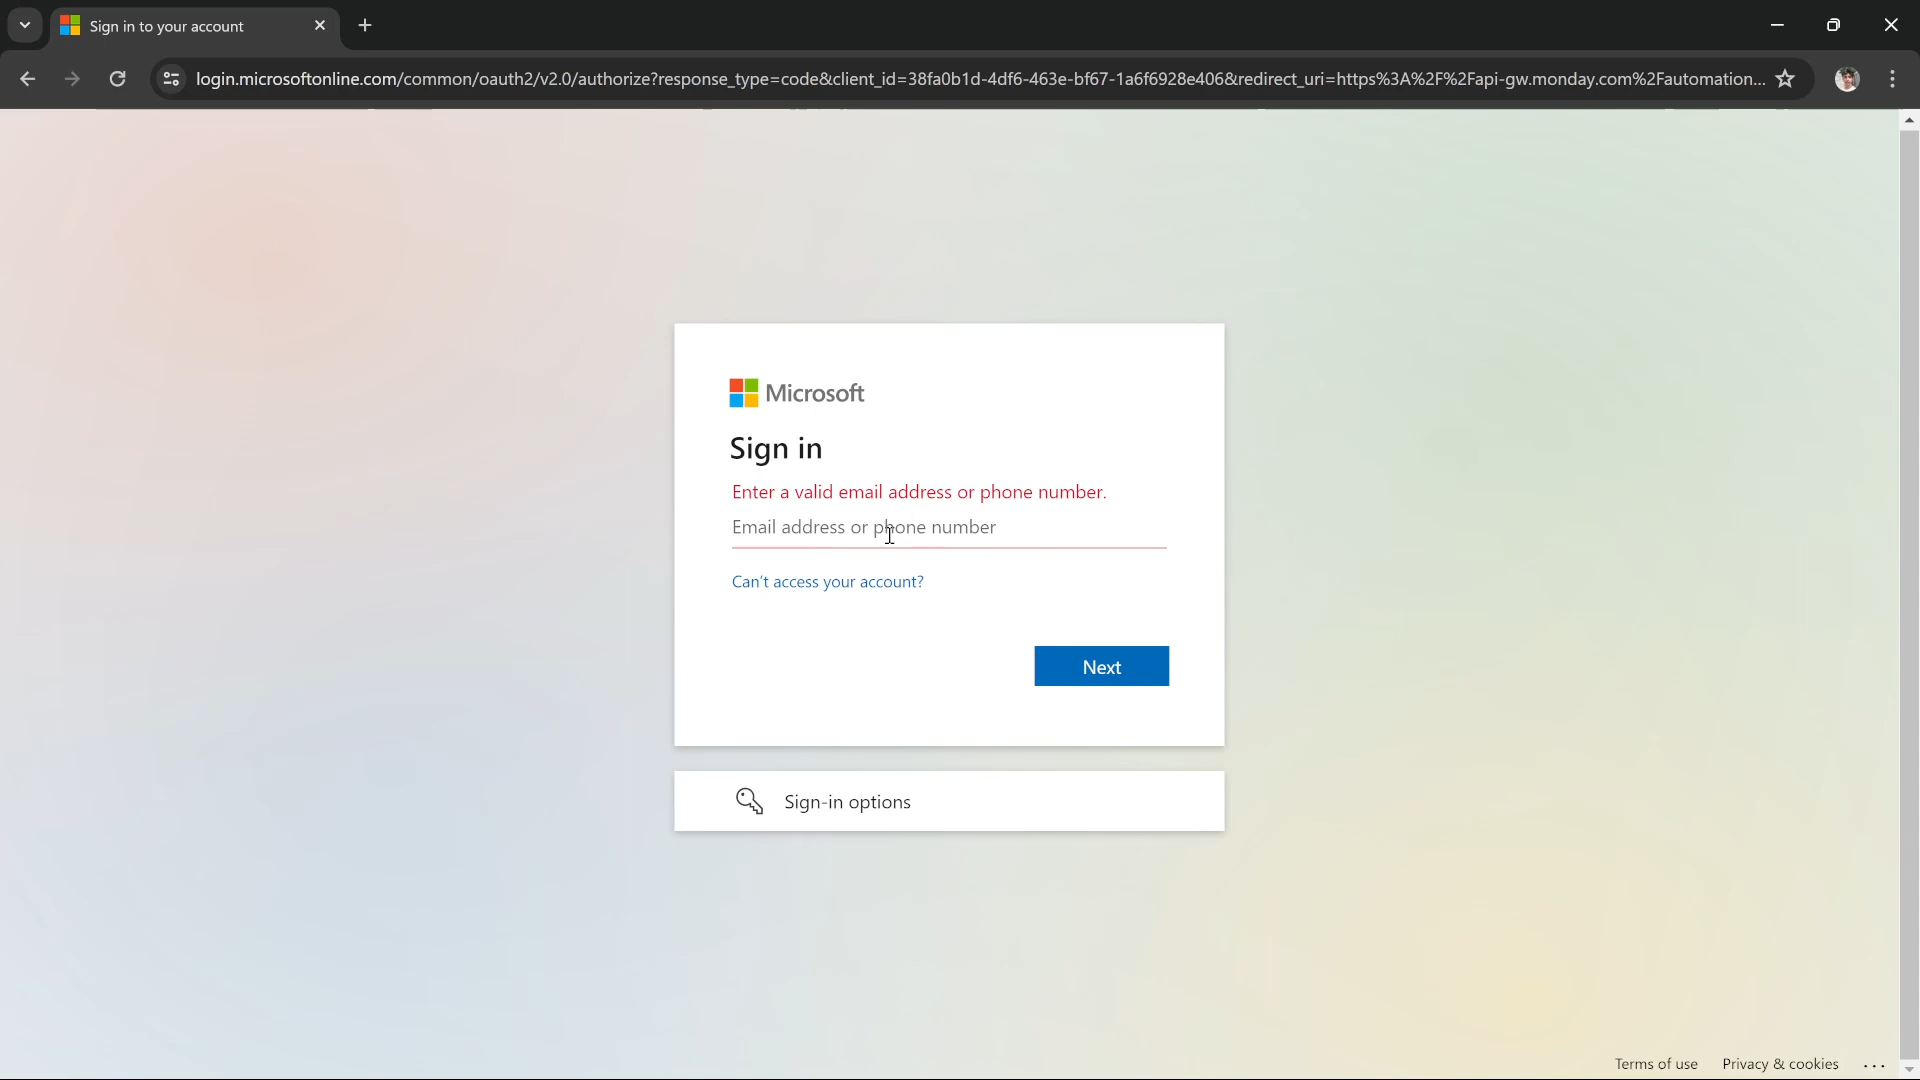 Sign in to your account
login.microsoftonline.com/common/oauth2/v2.0/authorize?response_type=code&client_id=38fa0b1d-4df6-463e-bf67-1a6f6928e406&redirect_uri=https%3A%2F%2Fapi-gw.monday.com%2Fautomation...
Microsoft
Sign in
Enter a valid email address or phone number.
Email address or phone number
Can't access your account?
Next
Sign-in options
Terms of use Privacy & cookies ...